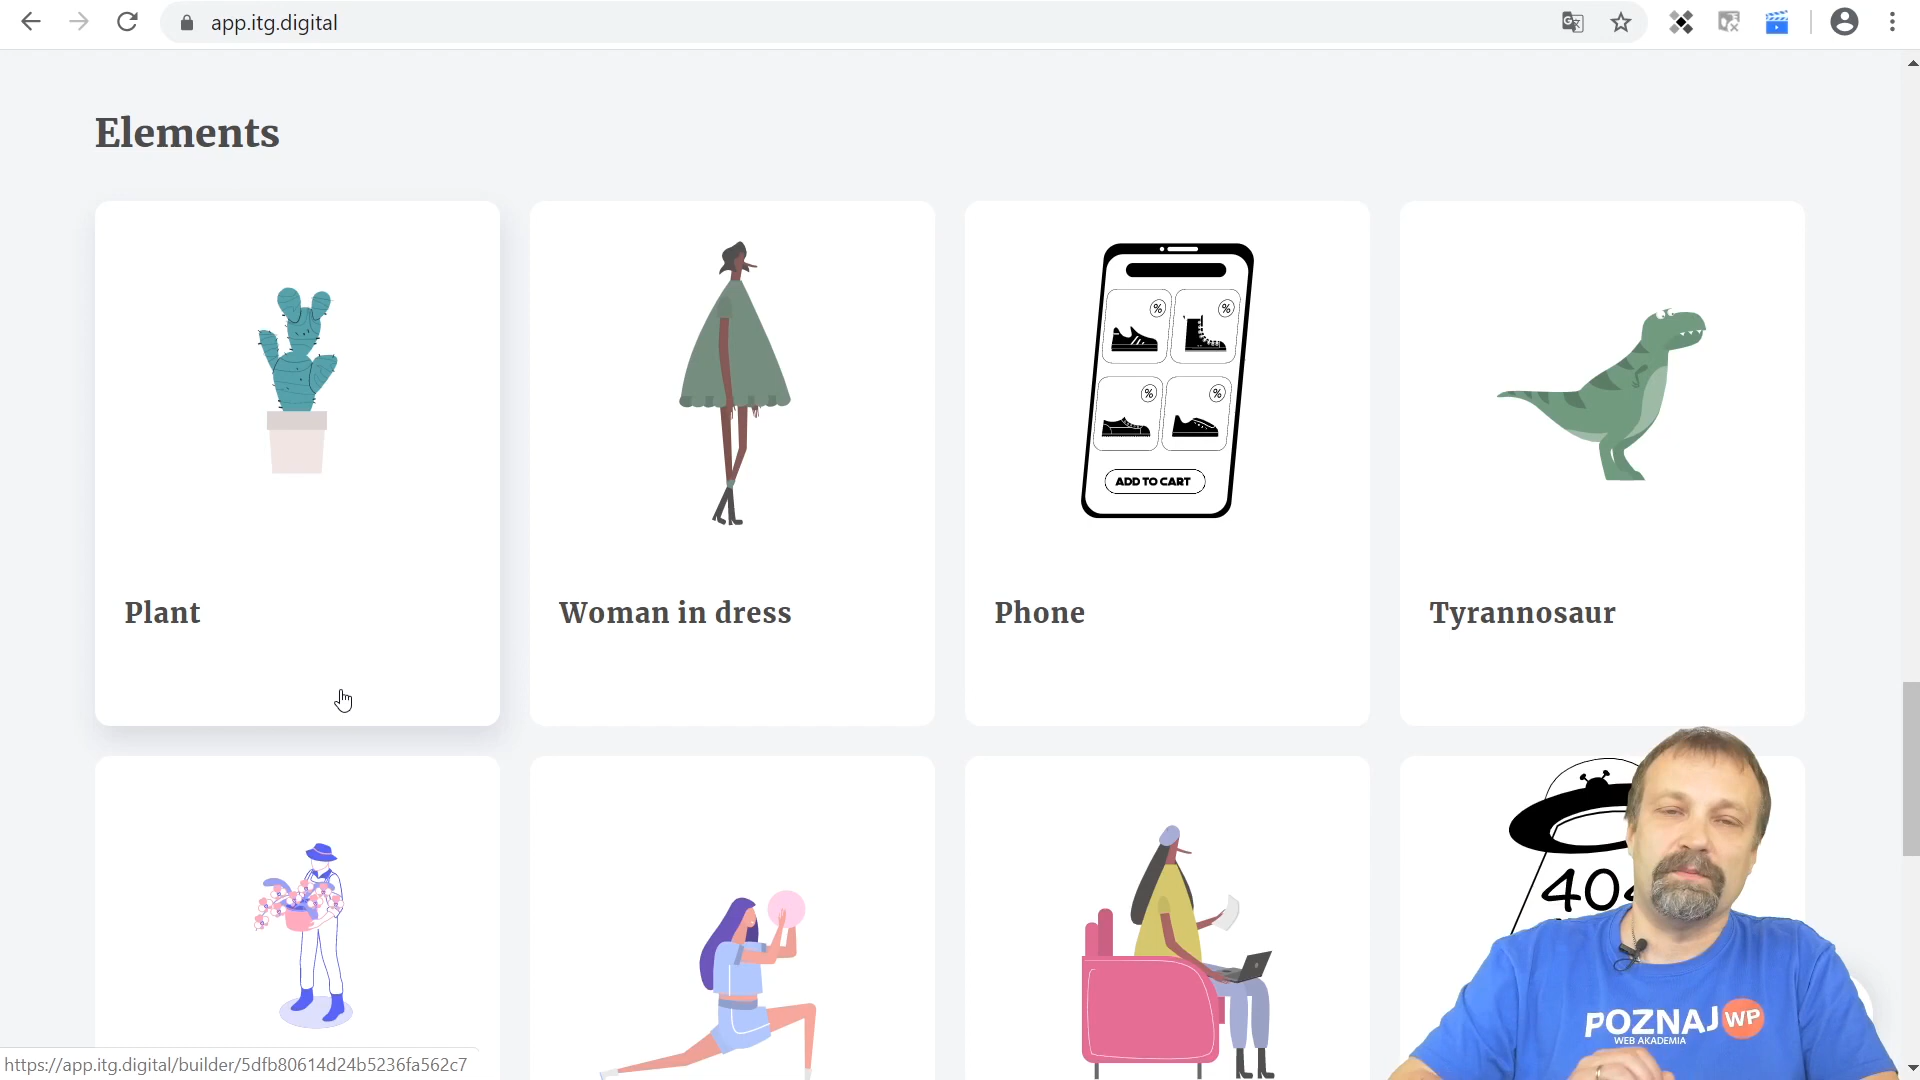 app.itg.digital
Elements
%
%
%
%
ADD TO CART
Plant
Woman in dress
Phone
Tyrannosaur
POZNAJ WP
WEB AKADEMIA
https://app.itg.digital/builder/5dfb80614d24b5236fa562c7